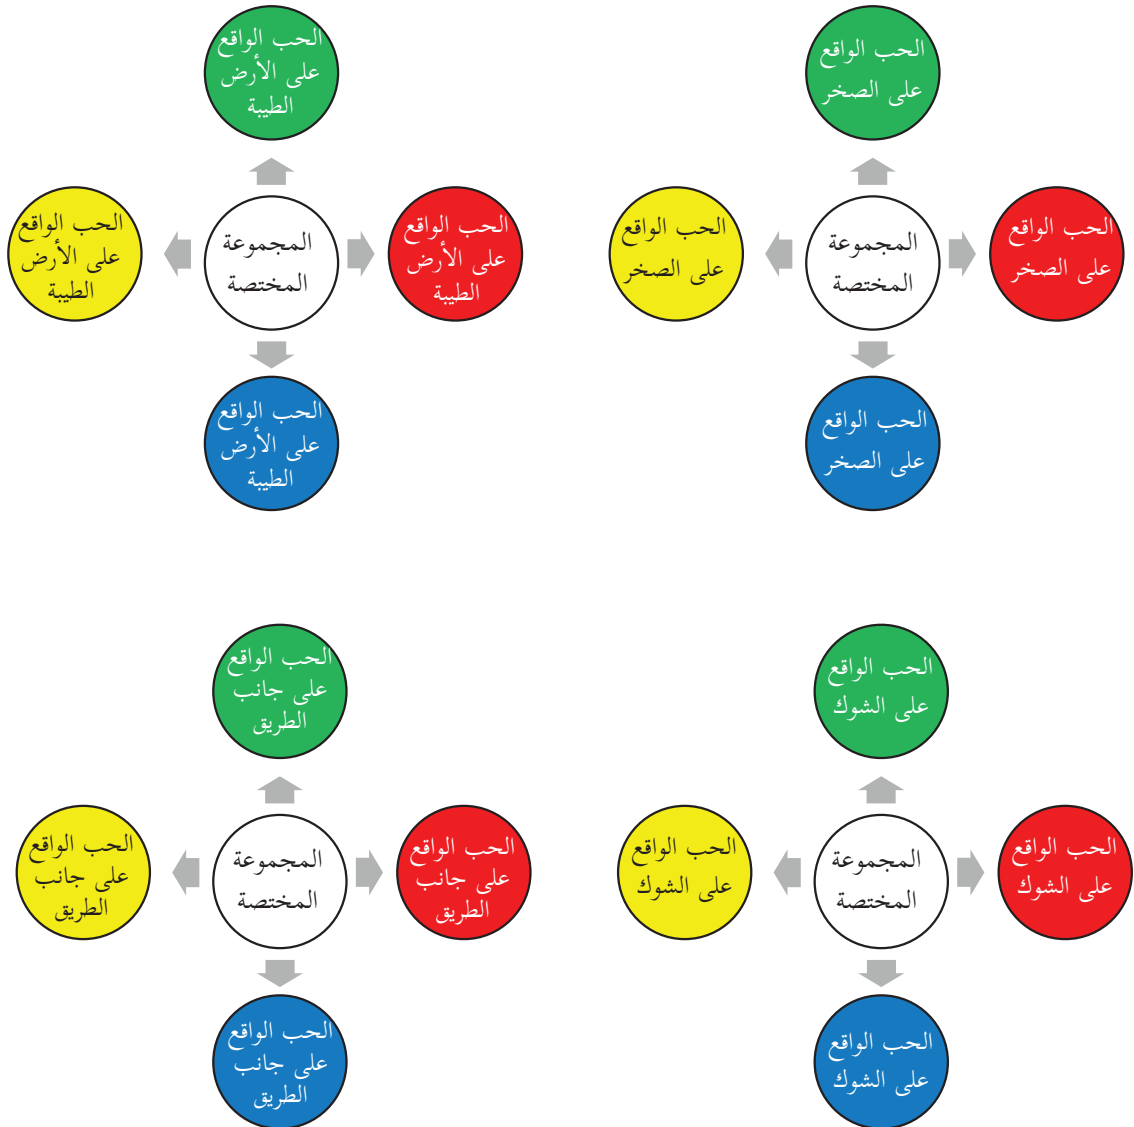 الحب الواقع
على الصخر
الحب الواقع
على الصخر
المجموعة
المختصة
الحب الواقع
على الصخر
الحب الواقع
على الصخر
الحب الواقع
على الأرض
الطيبة
الحب الواقع
على الأرض
الطيبة
المجموعة
المختصة
الحب الواقع
على الأرض
الطيبة
الحب الواقع
على الأرض
الطيبة
الحب الواقع
على الشوك
الحب الواقع
على الشوك
المجموعة
المختصة
الحب الواقع
على الشوك
الحب الواقع
على الشوك
الحب الواقع
على جانب
الطريق
الحب الواقع
على جانب
الطريق
المجموعة
المختصة
الحب الواقع
على جانب
الطريق
الحب الواقع
على جانب
الطريق